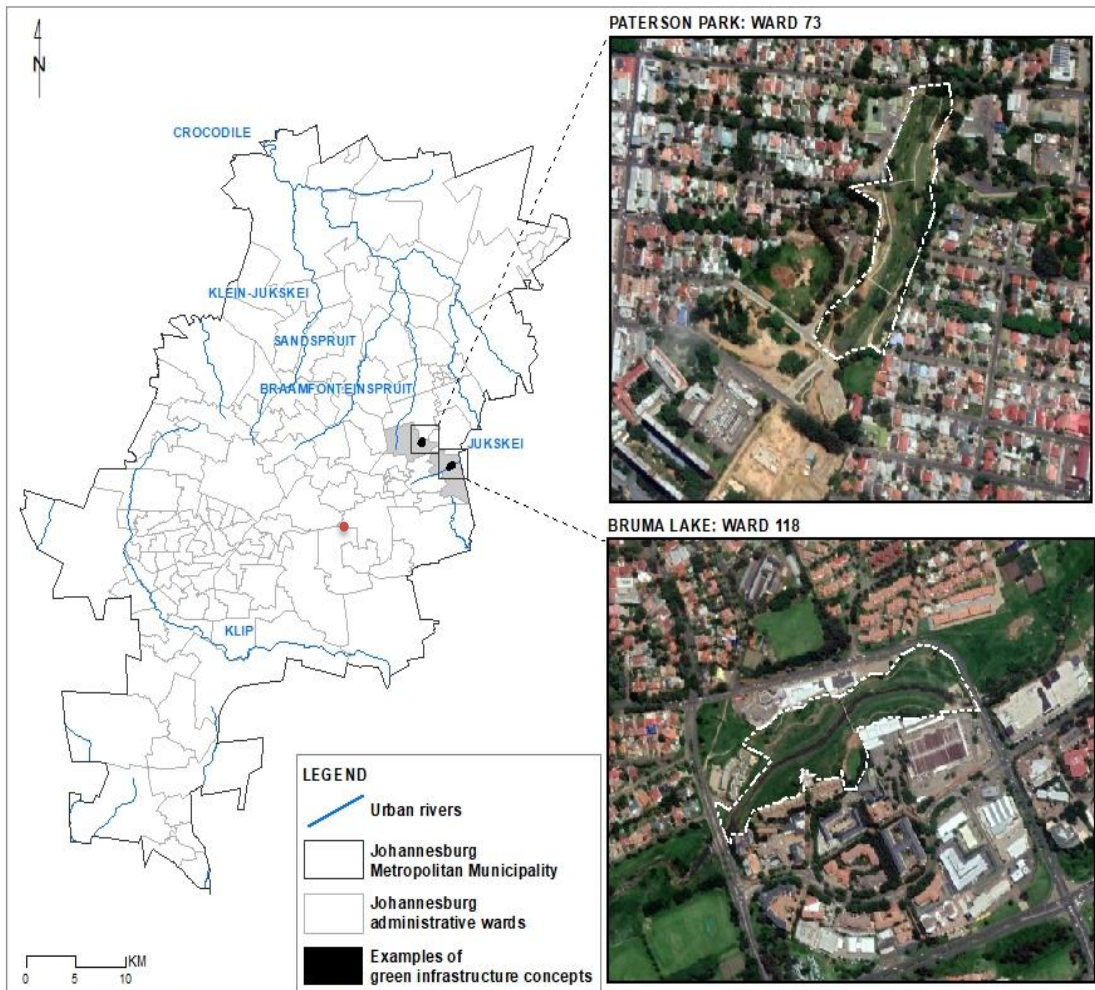 PATERSON PARK: WARD 73
N
CROCODILE
KLEIN-JUKSKEI
SANDSPRUIT
BRAAMFONTEINSPRUIT
JUKSKEI
BRUMA LAKE: WARD 118
KLIP
LEGEND
Urban rivers
Johannesburg
Metropolitan Municipality
Johannesburg
administrative wards
Examples of
green infrastructure concepts
KM
0 5 10